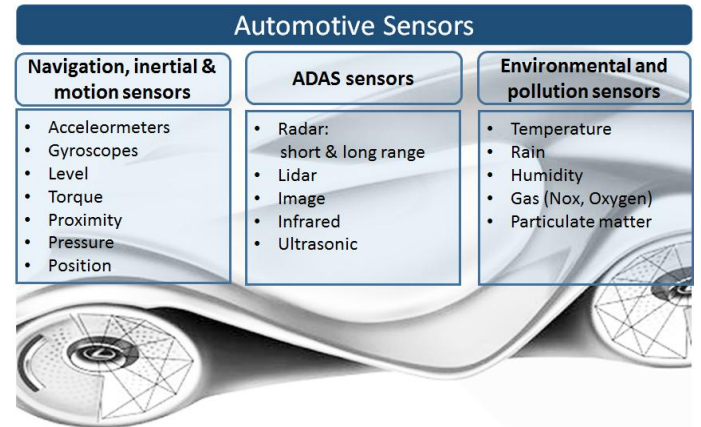 Automotive Sensors
Navigation, inertial &
motion sensors
• Acceleormeters
• Gyroscopes
• Level
• Torque
• Proximity
• Pressure
• Position
ADAS sensors
• Radar:
short & long range
• Lidar
• Image
• Infrared
• Ultrasonic
Environmental and
pollution sensors
• Temperature
• Rain
• Humidity
• Gas (Nox, Oxygen)
• Particulate matter